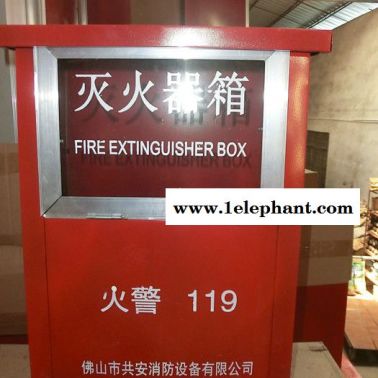 灭火器箱
FIRE EXTINGUISHER BOX
www.1elephant.com
火警 119
佛山市共安消防设备有限公司